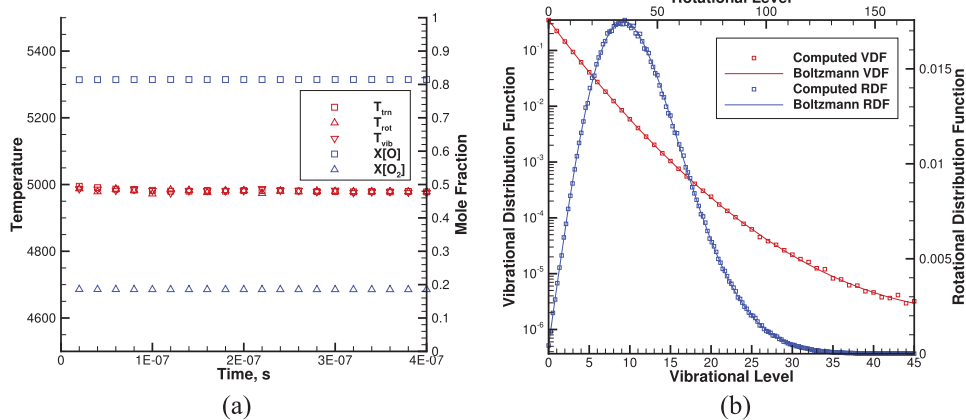 Temperature
5400
5200
5000
4800
4600
1
0.9
0.8
0.7
0.6
0.5
0.4
0.3
0.2
0.1
0
Mole Fraction
T_trn
T_rot
T_vib
X[O]
X[O_2]
0 1E-07 2E-07 3E-07 4E-07
Time, s
(a)
Rotational Level
0 50 100 150
Vibrational Distribution Function
10^-1
10^-2
10^-3
10^-4
10^-5
10^-6
Computed VDF
Boltzmann VDF
Computed RDF
Boltzmann RDF
0.015
0.01
0.005
0
Rotational Distribution Function
0 5 10 15 20 25 30 35 40 45
Vibrational Level
(b)